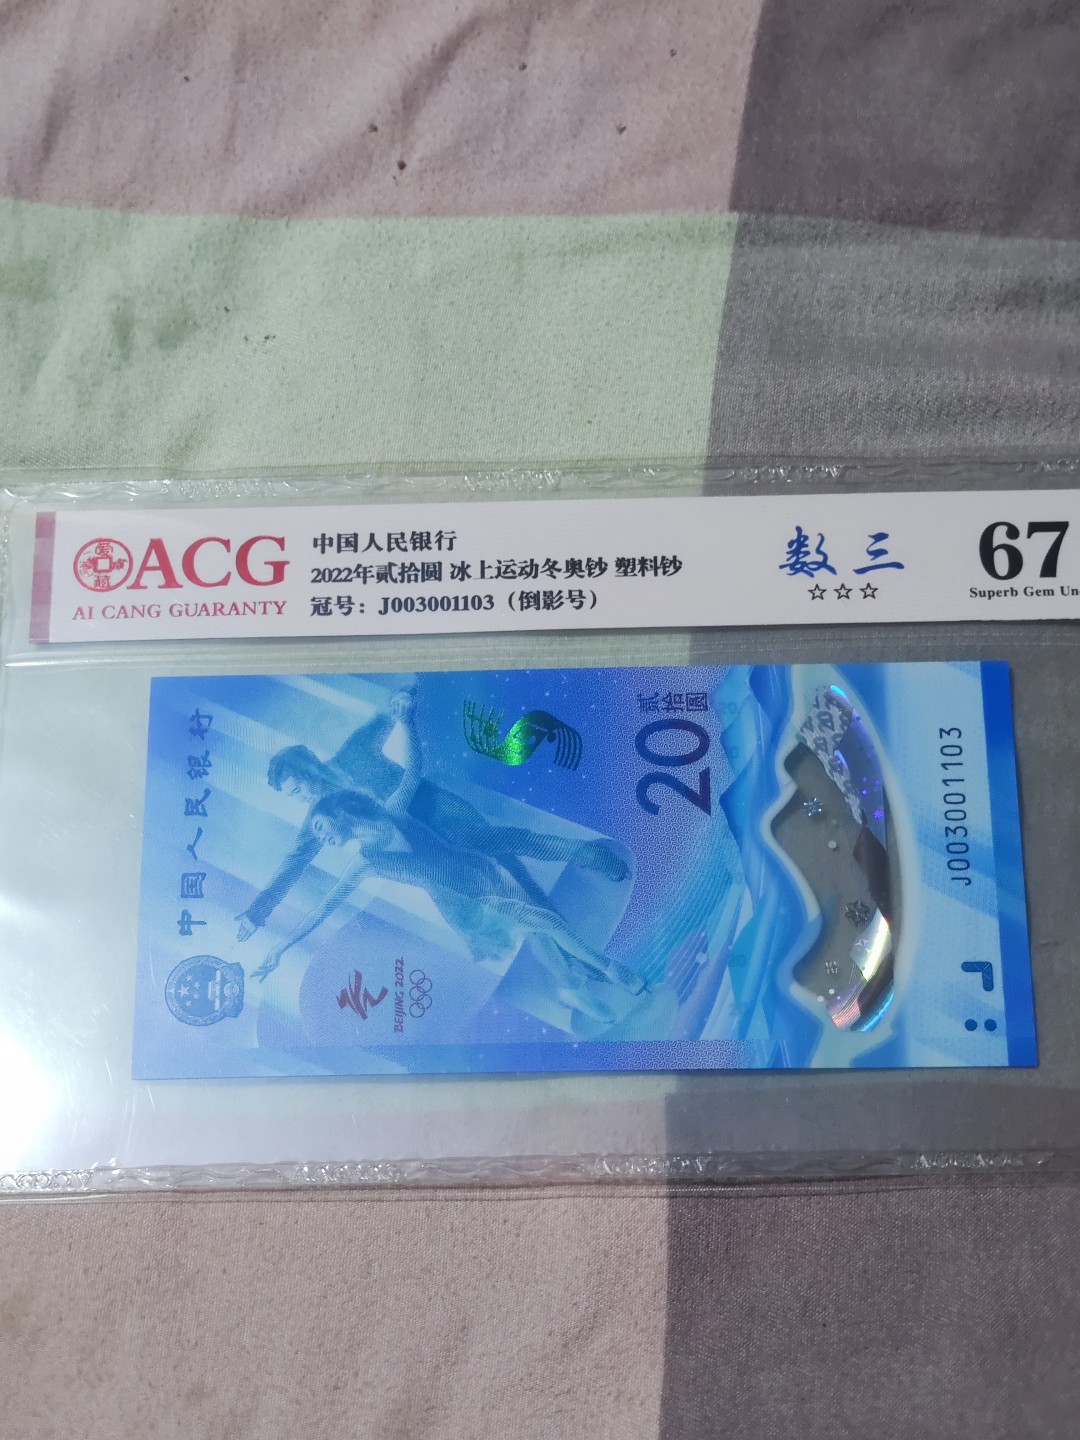 ACG
AI CANG GUARANTY
中国人民银行
2022年贰拾圆 冰上运动冬奥钞 塑料钞
冠号：J003001103（倒影号）
数三
☆☆☆
67
Superb Gem Un
中国人民银行
BEIJING 2022
贰拾圆
20
J003001103